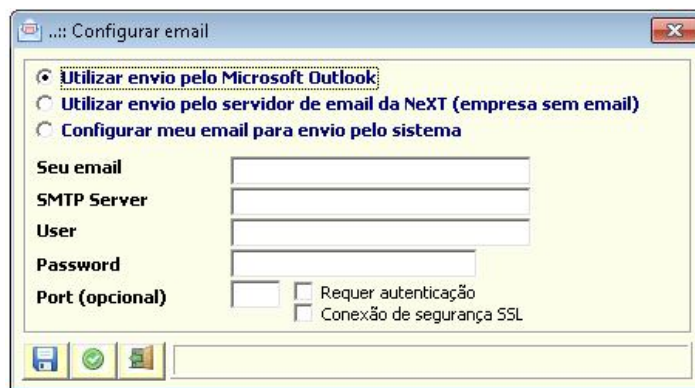 ..:: Configurar email
Utilizar envio pelo Microsoft Outlook
Utilizar envio pelo servidor de email da NeXT (empresa sem email)
Configurar meu email para envio pelo sistema
Seu email
SMTP Server
User
Password
Port (opcional) Requer autenticação
Conexão de segurança SSL